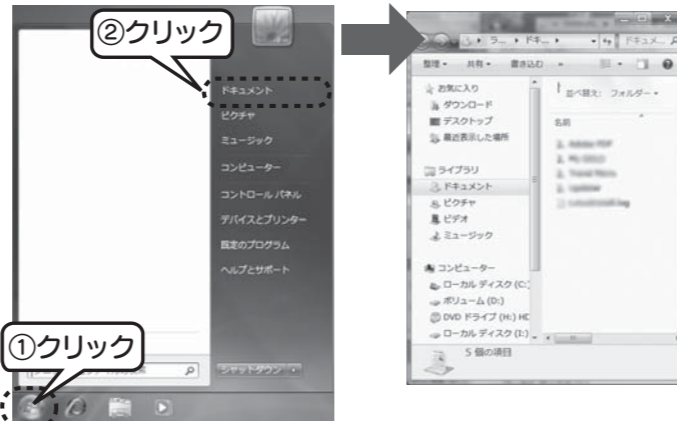 ②クリック
ドキュメント
ピクチャ
ミュージック
コンピューター
コントロール パネル
デバイスとプリンター
既定のプログラム
ヘルプとサポート
①クリック
シャットダウン
ラ... ドキ...
ドキュメ...
整理 共有 書き込む
お気に入り
ダウンロード
デスクトップ
最近表示した場所
ライブラリ
ドキュメント
ピクチャ
ビデオ
ミュージック
コンピューター
ローカル ディスク (C:
ボリューム (D:)
DVD ドライブ (H:) HD
ローカル ディスク (I:)
並べ替え: フォルダー
名前
5 個の項目